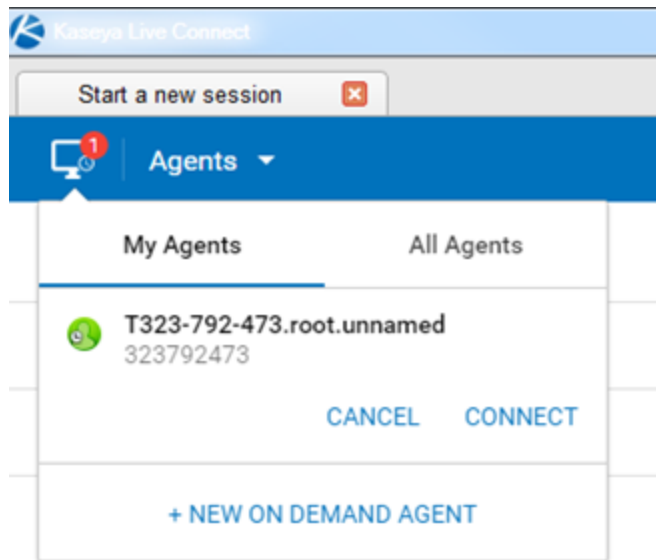 Kaseya Live Connect
Start a new session
1
Agents
My Agents All Agents
T323-792-473.root.unnamed
323792473
CANCEL CONNECT
+ NEW ON DEMAND AGENT